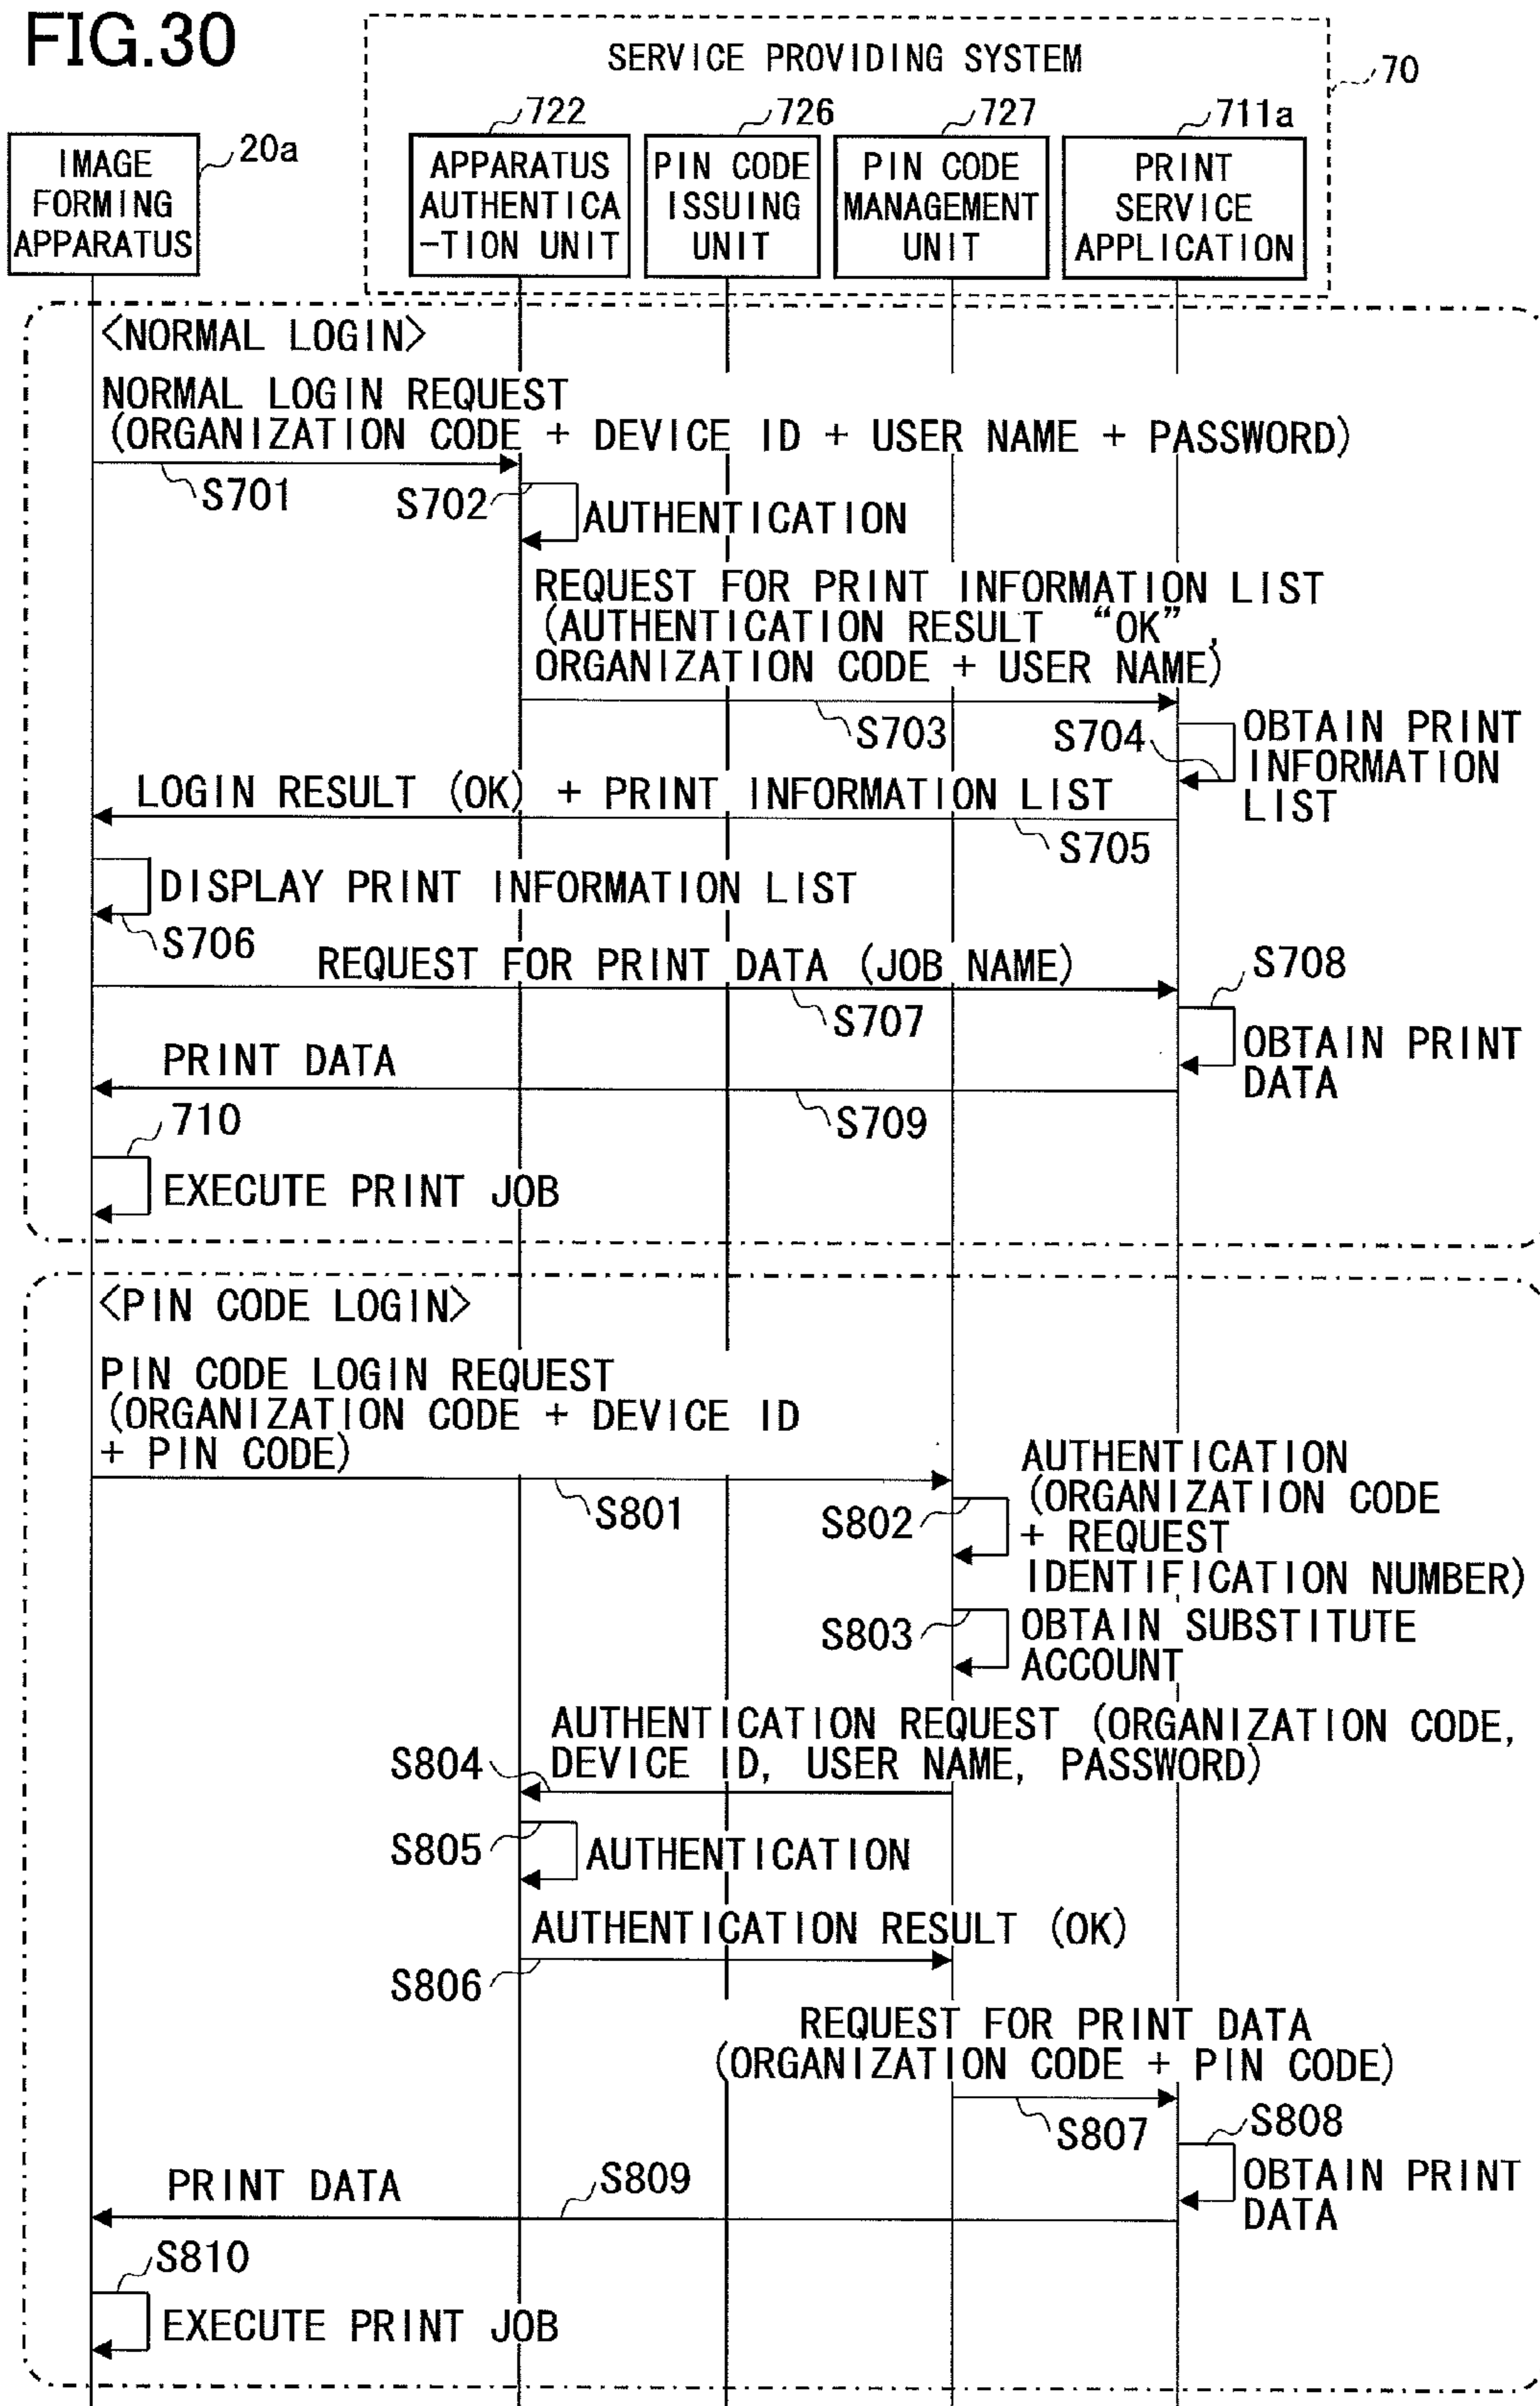 FIG.30
SERVICE PROVIDING SYSTEM
70
722
726
727
711a
20a
IMAGE
FORMING
APPARATUS
APPARATUS
AUTHENTICA
-TION UNIT
PIN CODE
ISSUING
UNIT
PIN CODE
MANAGEMENT
UNIT
PRINT
SERVICE
APPLICATION
<NORMAL LOGIN>
NORMAL LOGIN REQUEST
(ORGANIZATION CODE + DEVICE ID + USER NAME + PASSWORD)
S701
S702
AUTHENTICATION
REQUEST FOR PRINT INFORMATION LIST
(AUTHENTICATION RESULT “OK”,
ORGANIZATION CODE + USER NAME)
S703
S704
OBTAIN PRINT
INFORMATION
LIST
LOGIN RESULT (OK) + PRINT INFORMATION LIST
S705
DISPLAY PRINT INFORMATION LIST
S706
REQUEST FOR PRINT DATA (JOB NAME)
S707
S708
OBTAIN PRINT
DATA
PRINT DATA
S709
710
EXECUTE PRINT JOB
<PIN CODE LOGIN>
PIN CODE LOGIN REQUEST
(ORGANIZATION CODE + DEVICE ID
+ PIN CODE)
S801
S802
AUTHENTICATION
(ORGANIZATION CODE
+ REQUEST
IDENTIFICATION NUMBER)
S803
OBTAIN SUBSTITUTE
ACCOUNT
AUTHENTICATION REQUEST (ORGANIZATION CODE,
DEVICE ID, USER NAME, PASSWORD)
S804
S805
AUTHENTICATION
AUTHENTICATION RESULT (OK)
S806
REQUEST FOR PRINT DATA
(ORGANIZATION CODE + PIN CODE)
S807
S808
OBTAIN PRINT
DATA
PRINT DATA
S809
S810
EXECUTE PRINT JOB